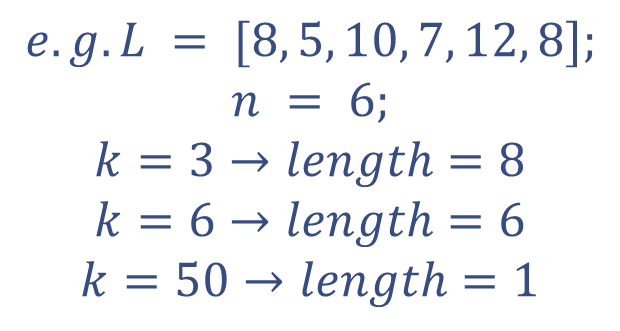 e.g. L = [8, 5, 10, 7, 12, 8];
n = 6;
k = 3 → length = 8
k = 6 → length = 6
k = 50 → length = 1